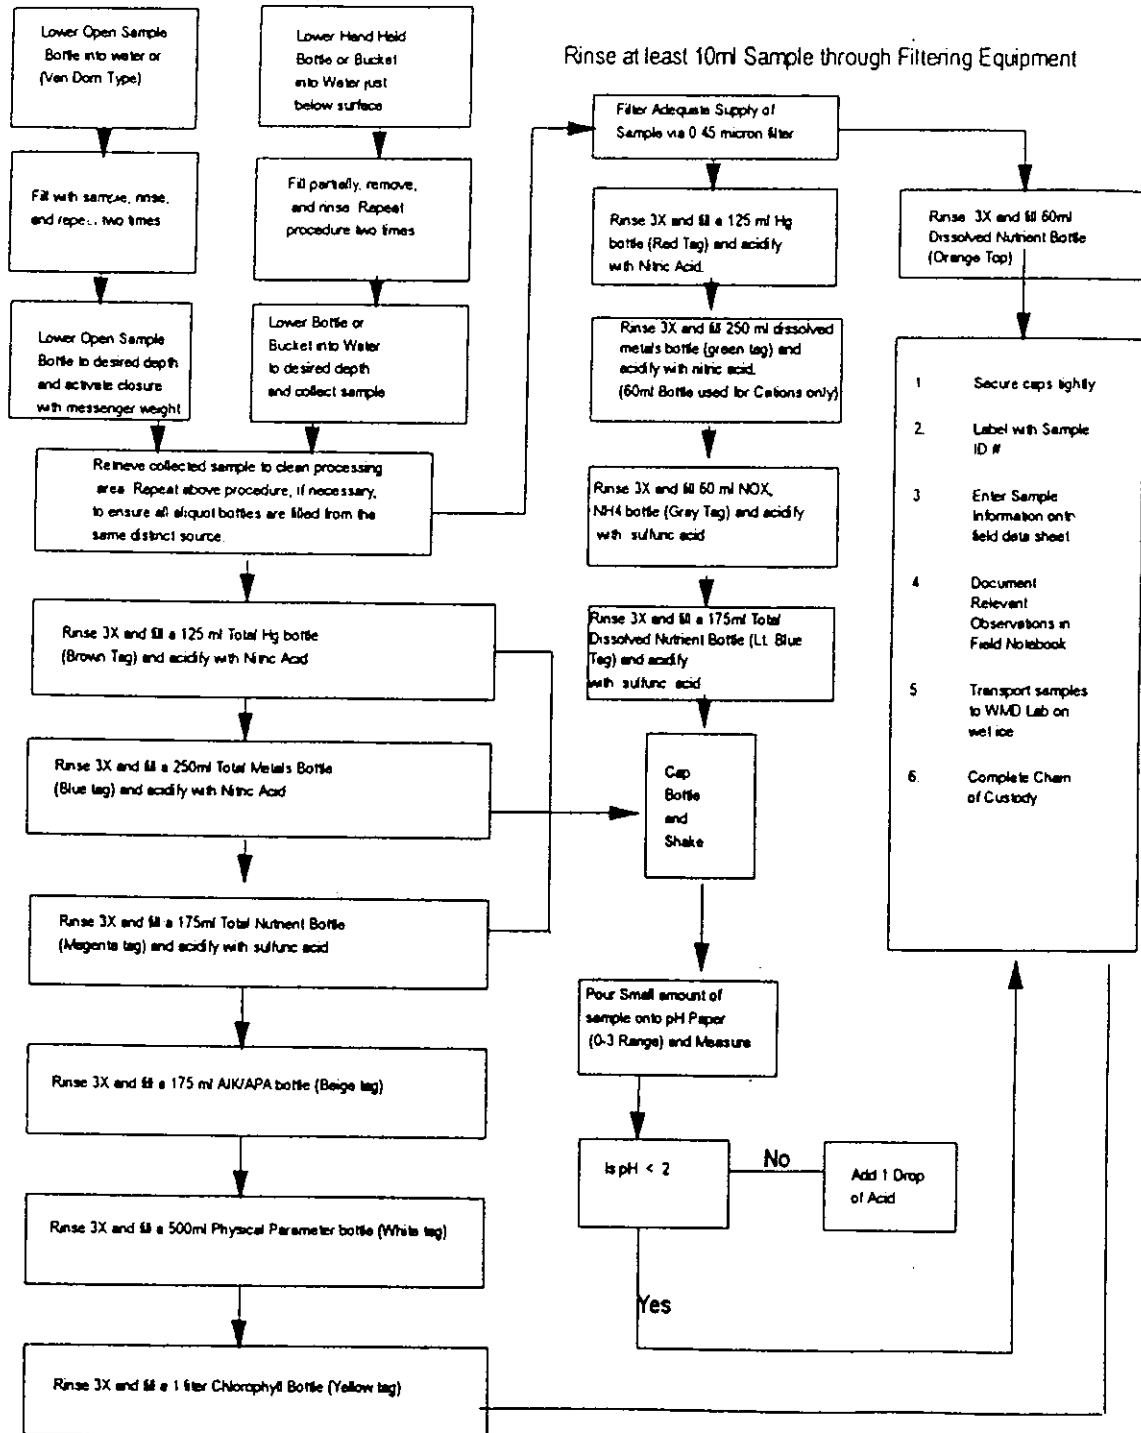 Lower Open Sample
Bottle into water or
(Van Dorn Type)
Lower Hand Held
Bottle or Bucket
into Water just
below surface
Rinse at least 10ml Sample through Filtering Equipment
Filter Adequate Supply of
Sample via 0 45 micron filter
Fill with sample, rinse,
and repeat two times
Fill partially, remove,
and rinse Repeat
procedure two times
Rinse 3X and fill a 125 ml Hg
bottle (Red Tag) and acidify
with Nitric Acid.
Rinse 3X and fill 60ml
Dissolved Nutrient Bottle
(Orange Top)
Lower Open Sample
Bottle to desired depth
and activate closure
with messenger weight
Lower Bottle or
Bucket into Water
to desired depth
and collect sample
Rinse 3X and fill 250 ml dissolved
metals bottle (green tag) and
acidify with nitric acid.
(60ml Bottle used for Cations only)
Retrieve collected sample to clean processing
area. Repeat above procedure, if necessary,
to ensure all aliquot bottles are filled from the
same distinct source.
Rinse 3X and fill 60 ml NOX,
NH4 bottle (Gray Tag) and acidify
with sulfuric acid
Rinse 3X and fill a 175ml Total
Dissolved Nutrient Bottle (Lt. Blue
Tag) and acidify
with sulfuric acid
1 Secure caps tightly
2. Label with Sample
ID #
3 Enter Sample
Information onto
field data sheet
4 Document
Relevant
Observations in
Field Notebook
5 Transport samples
to WMD Lab on
wet ice
6. Complete Chain
of Custody
Rinse 3X and fill a 125 ml Total Hg bottle
(Brown Tag) and acidify with Nitric Acid
Rinse 3X and fill a 250ml Total Metals Bottle
(Blue tag) and acidify with Nitric Acid
Cap
Bottle
and
Shake
Rinse 3X and fill a 175ml Total Nutrient Bottle
(Magenta tag) and acidify with sulfuric acid
Pour Small amount of
sample onto pH Paper
(0-3 Range) and Measure
Rinse 3X and fill a 175 ml AlK/APA bottle (Beige tag)
Is pH < 2
No
Add 1 Drop
of Acid
Rinse 3X and fill a 500ml Physical Parameter bottle (White tag)
Yes
Rinse 3X and fill a 1 liter Chlorophyll Bottle (Yellow tag)